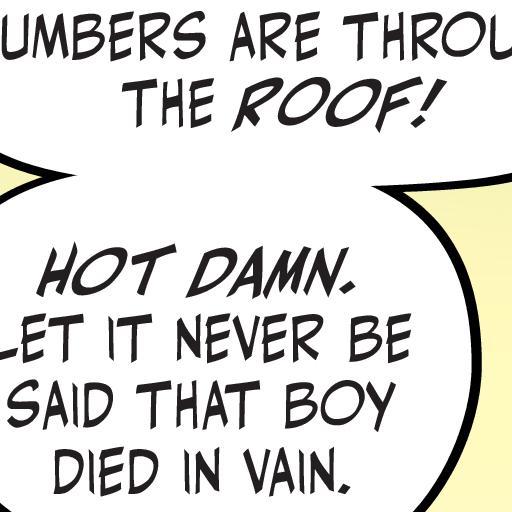 UMBERS ARE THROU
THE ROOF!
HOT DAMN.
LET IT NEVER BE
SAID THAT BOY
DIED IN VAIN.